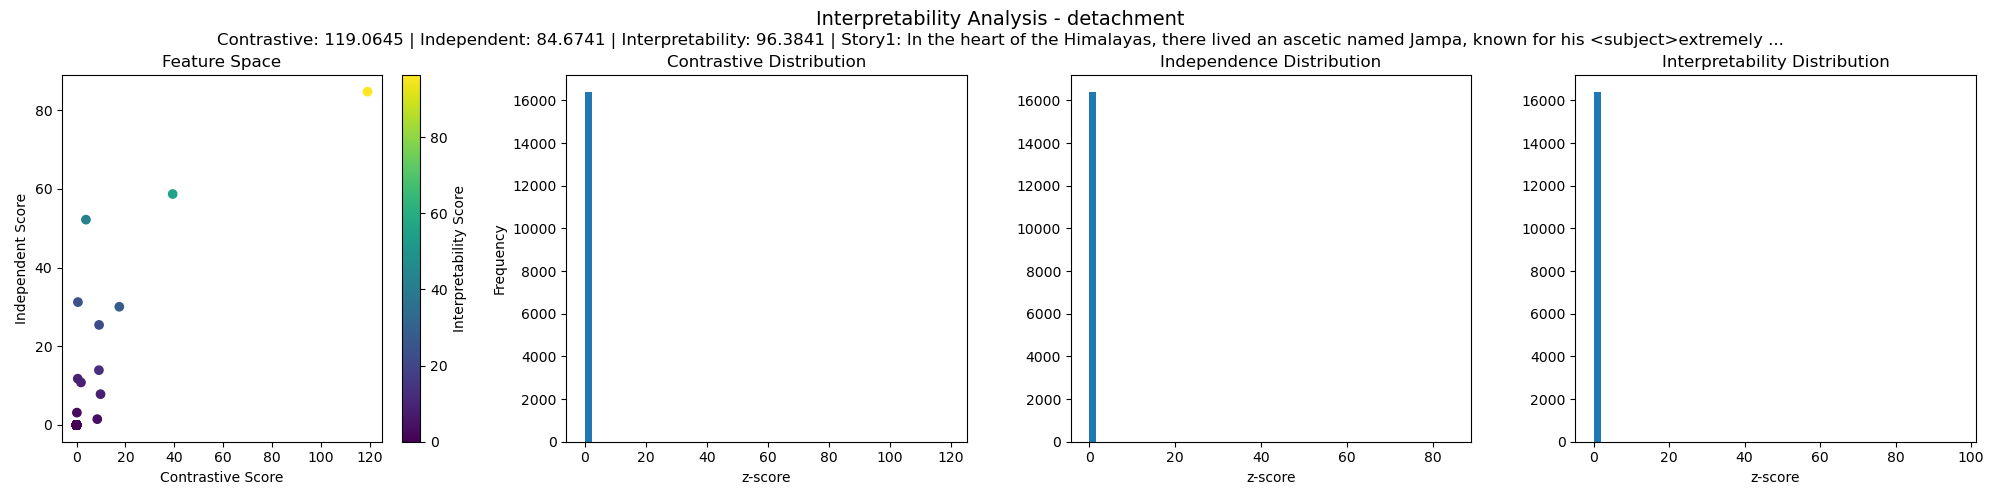 Interpretability Analysis - detachment
Contrastive: 119.0645 | Independent: 84.6741 | Interpretability: 96.3841 | Story1: In the heart of the Himalayas, there lived an ascetic named Jampa, known for his <subject>extremely ...
Feature Space
80
60
40
20
0
Independent Score
0 20 40 60 80 100 120
Contrastive Score
80
60
40
20
0
Interpretability Score
Contrastive Distribution
16000
14000
12000
10000
8000
6000
4000
2000
0
Frequency
0 20 40 60 80 100 120
z-score
Independence Distribution
16000
14000
12000
10000
8000
6000
4000
2000
0
0 20 40 60 80
z-score
Interpretability Distribution
16000
14000
12000
10000
8000
6000
4000
2000
0
0 20 40 60 80 100
z-score